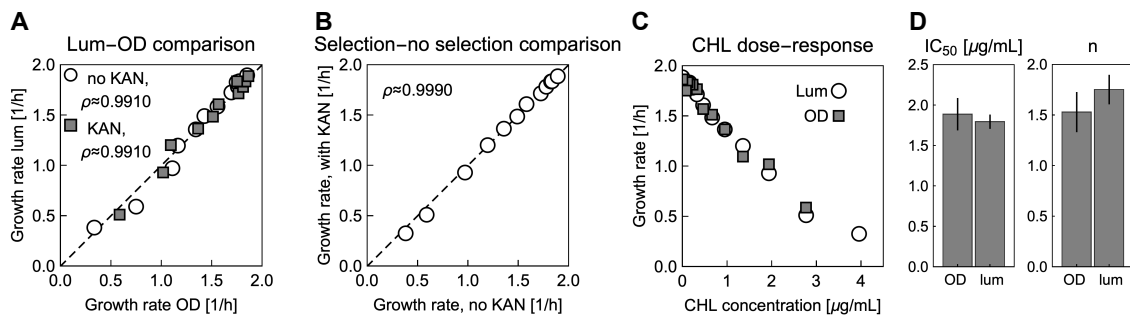 A
Lum–OD comparison
2.0
1.5
1.0
0.5
0.0
0.0
0.5
1.0
1.5
2.0
Growth rate lum [1/h]
Growth rate OD [1/h]
no KAN,
ρ≈0.9910
KAN,
ρ≈0.9910
B
Selection–no selection comparison
2.0
1.5
1.0
0.5
0.0
0.0
0.5
1.0
1.5
2.0
Growth rate, with KAN [1/h]
Growth rate, no KAN [1/h]
ρ≈0.9990
C
CHL dose–response
2.0
1.5
1.0
0.5
0.0
0
1
2
3
4
Growth rate [1/h]
CHL concentration [µg/mL]
Lum
OD
D
IC50 [µg/mL]
2.5
2.0
1.5
1.0
0.5
0.0
OD
lum
n
2.0
1.5
1.0
0.5
0.0
OD
lum